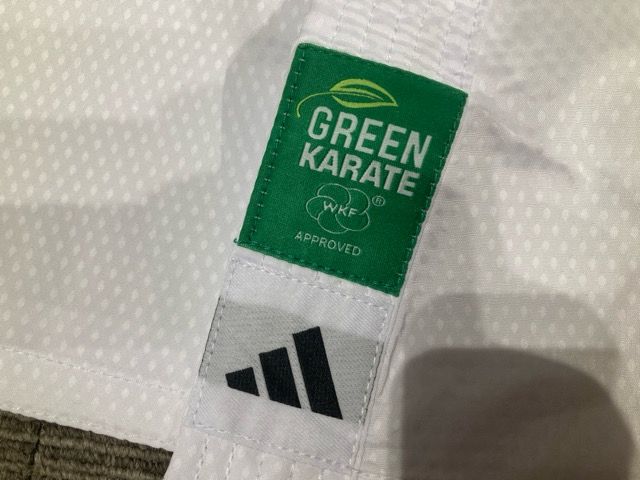 GREEN
KARATE
WKF ®
APPROVED